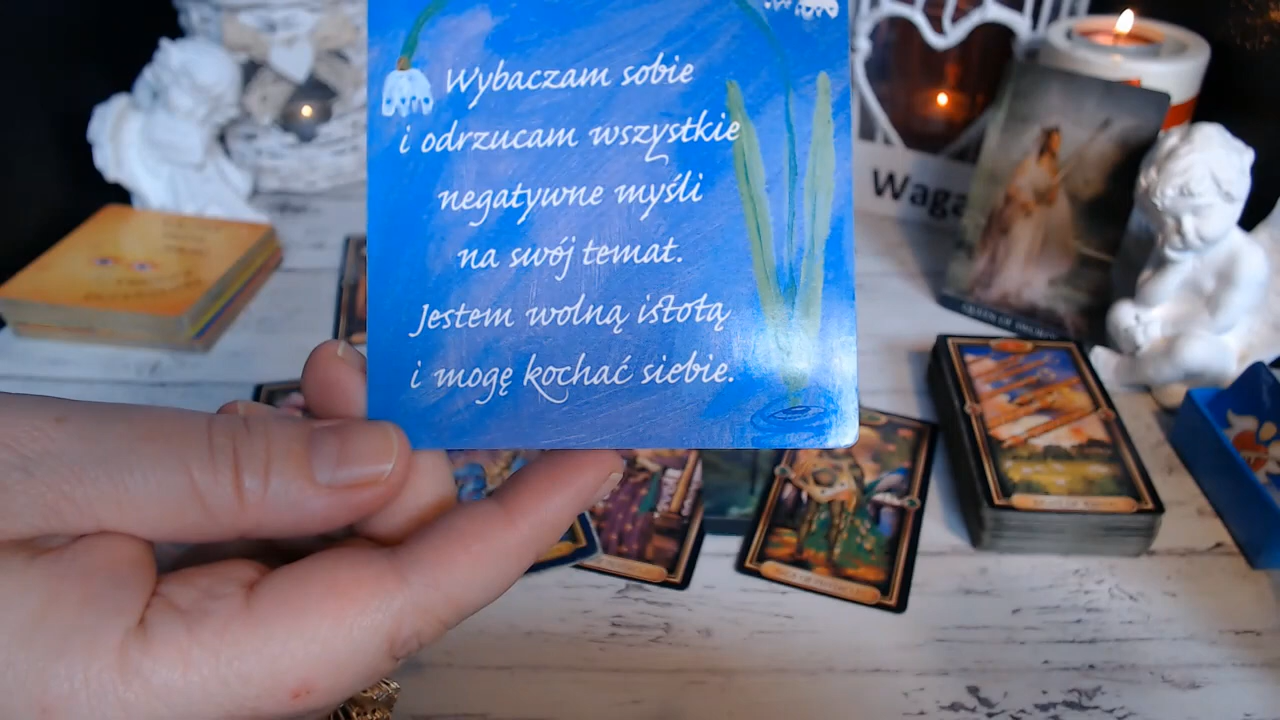 Wybaczam sobie
i odrzucam wszystkie
negatywne myśli
na swój temat.
Jestem wolną istotą
i mogę kochać siebie.
Waga